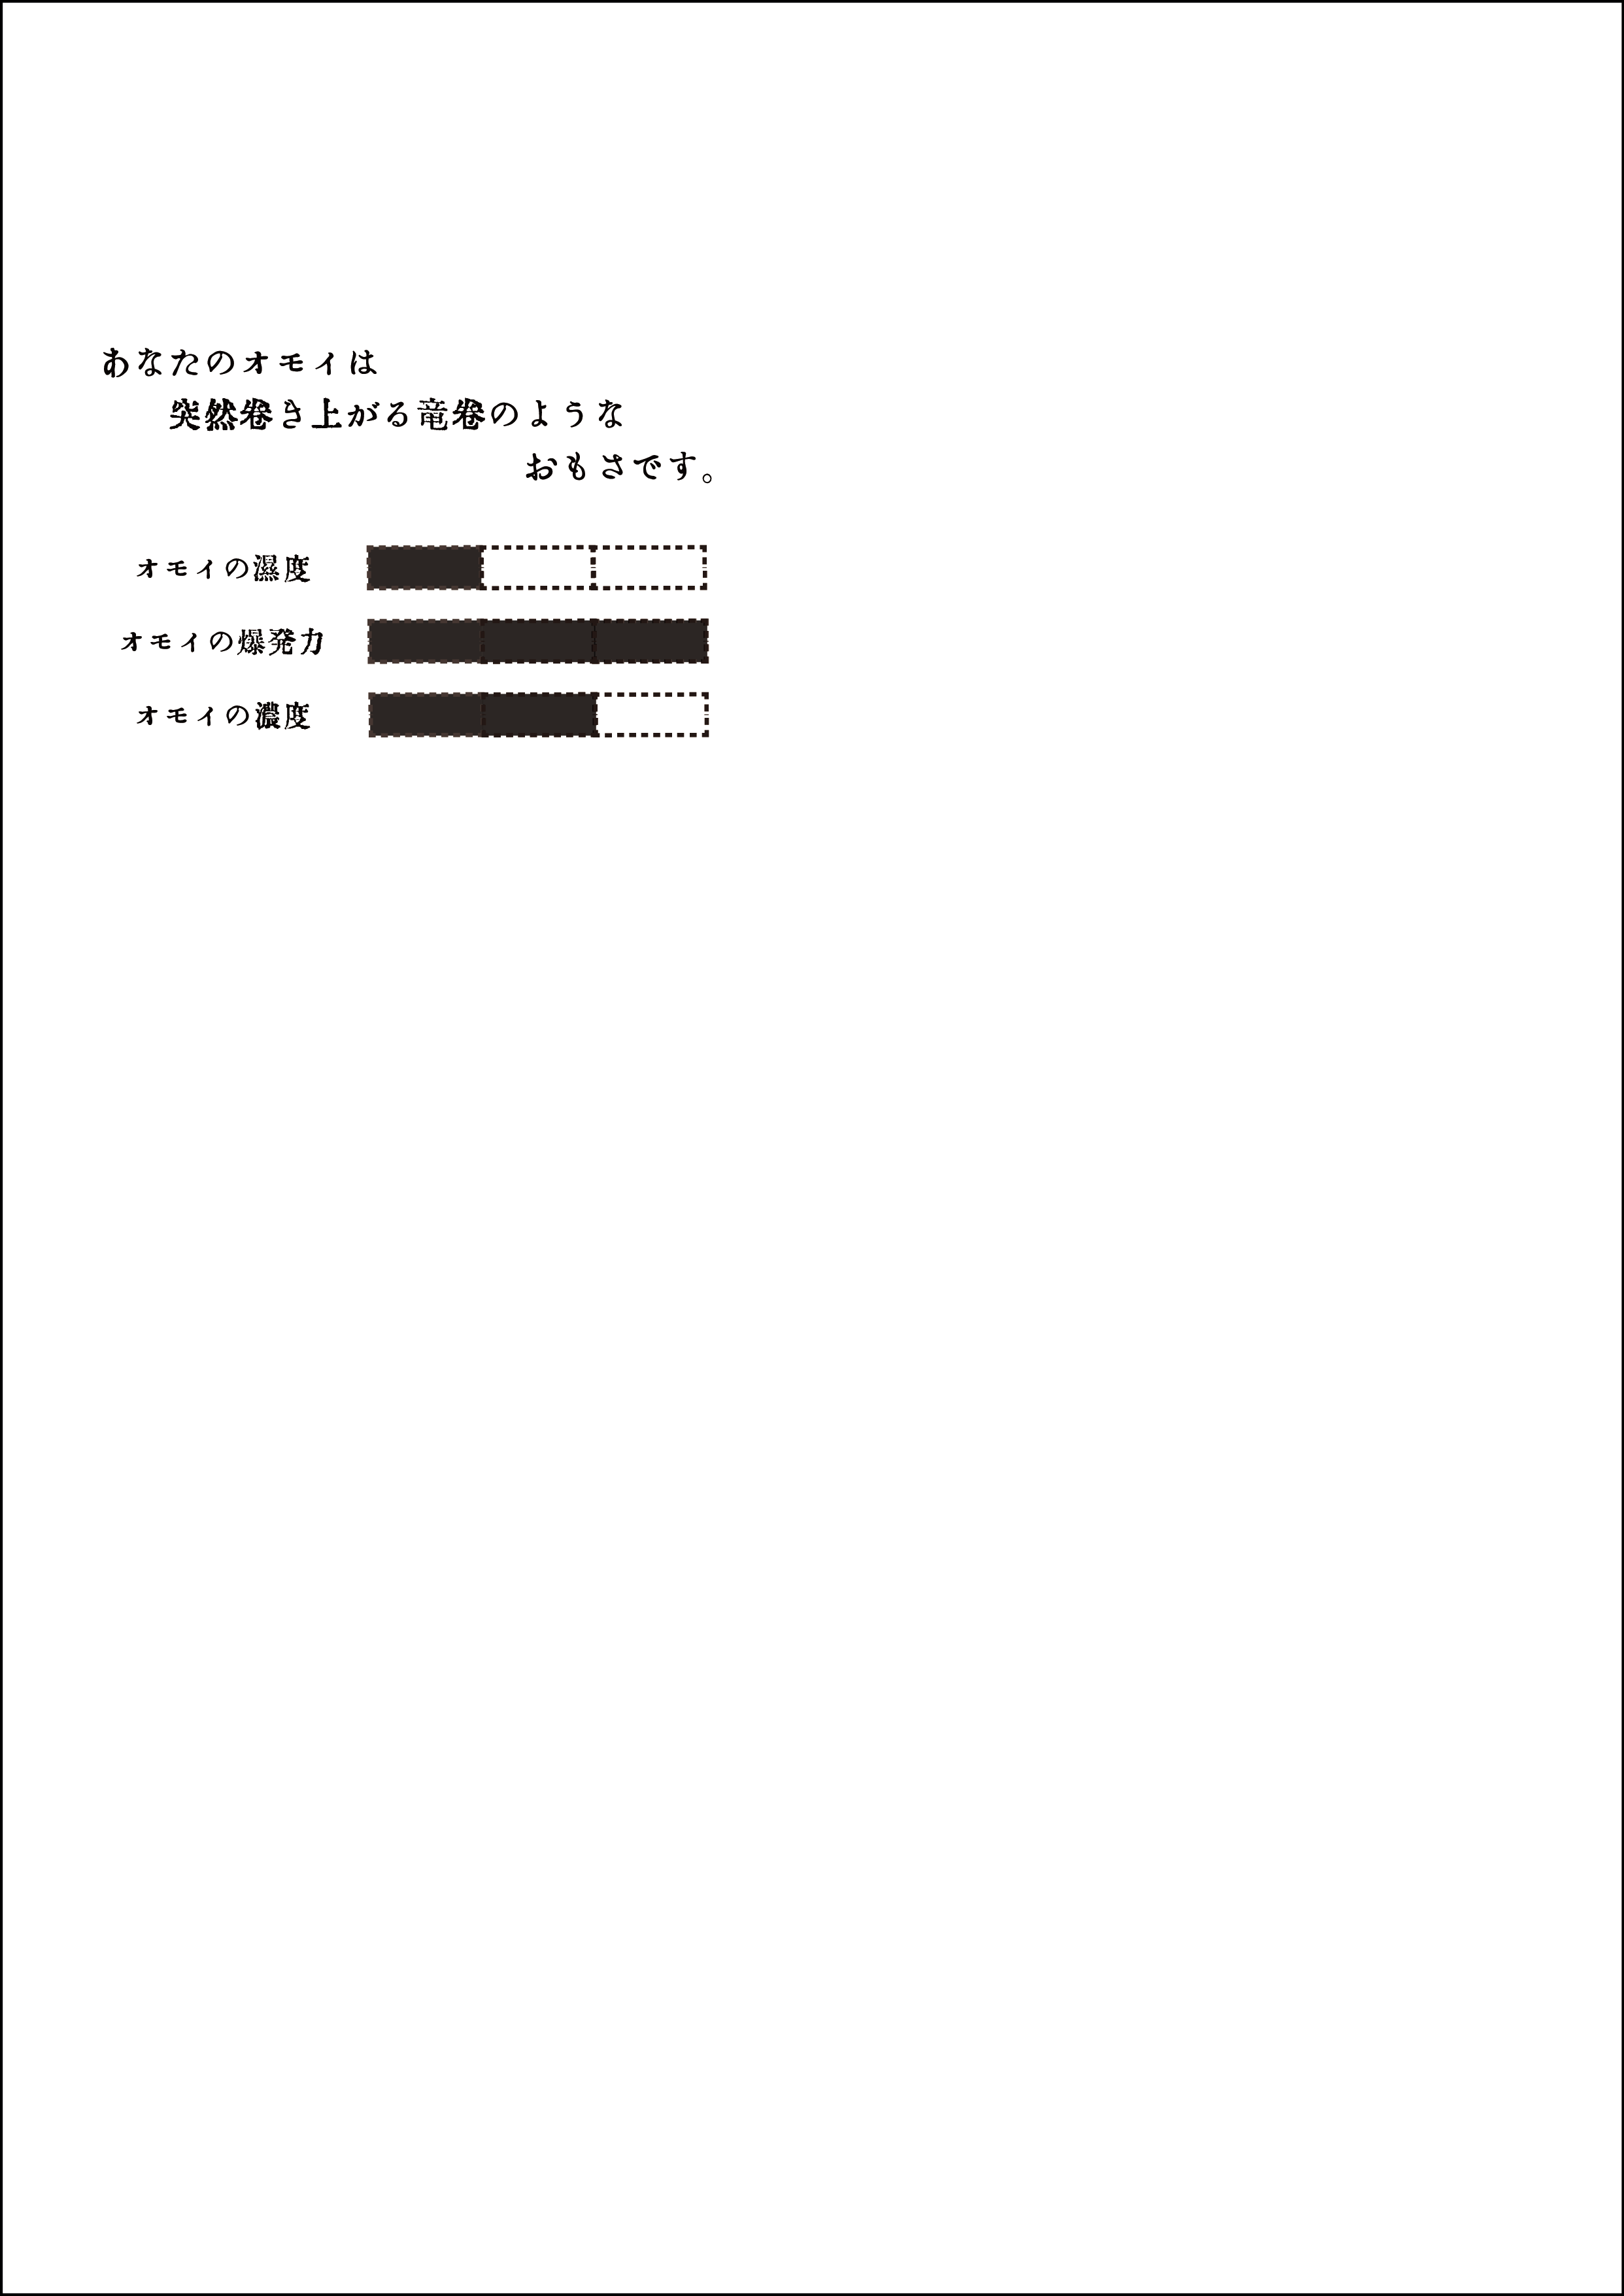 あなたのオモイは
突然巻き上がる竜巻のような
おもさです。
オモイの濕度
オモイの爆発力
オモイの濃度